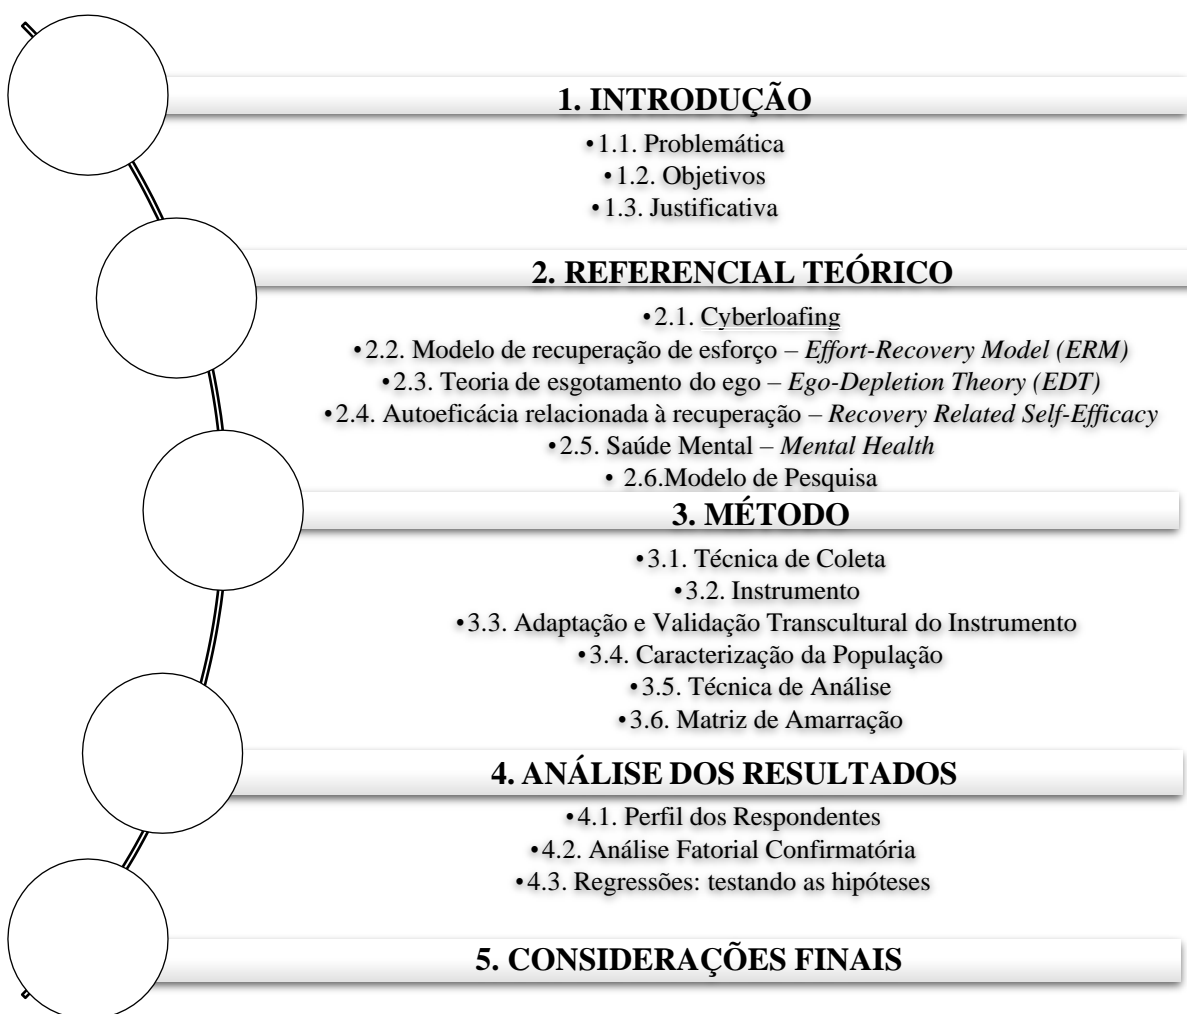 1. INTRODUÇÃO
•1.1. Problemática
•1.2. Objetivos
•1.3. Justificativa
2. REFERENCIAL TEÓRICO
•2.1. Cyberloafing
•2.2. Modelo de recuperação de esforço – Effort-Recovery Model (ERM)
•2.3. Teoria de esgotamento do ego – Ego-Depletion Theory (EDT)
•2.4. Autoeficácia relacionada à recuperação – Recovery Related Self-Efficacy
•2.5. Saúde Mental – Mental Health
• 2.6.Modelo de Pesquisa
3. MÉTODO
•3.1. Técnica de Coleta
•3.2. Instrumento
•3.3. Adaptação e Validação Transcultural do Instrumento
•3.4. Caracterização da População
•3.5. Técnica de Análise
•3.6. Matriz de Amarração
4. ANÁLISE DOS RESULTADOS
•4.1. Perfil dos Respondentes
•4.2. Análise Fatorial Confirmatória
•4.3. Regressões: testando as hipóteses
5. CONSIDERAÇÕES FINAIS